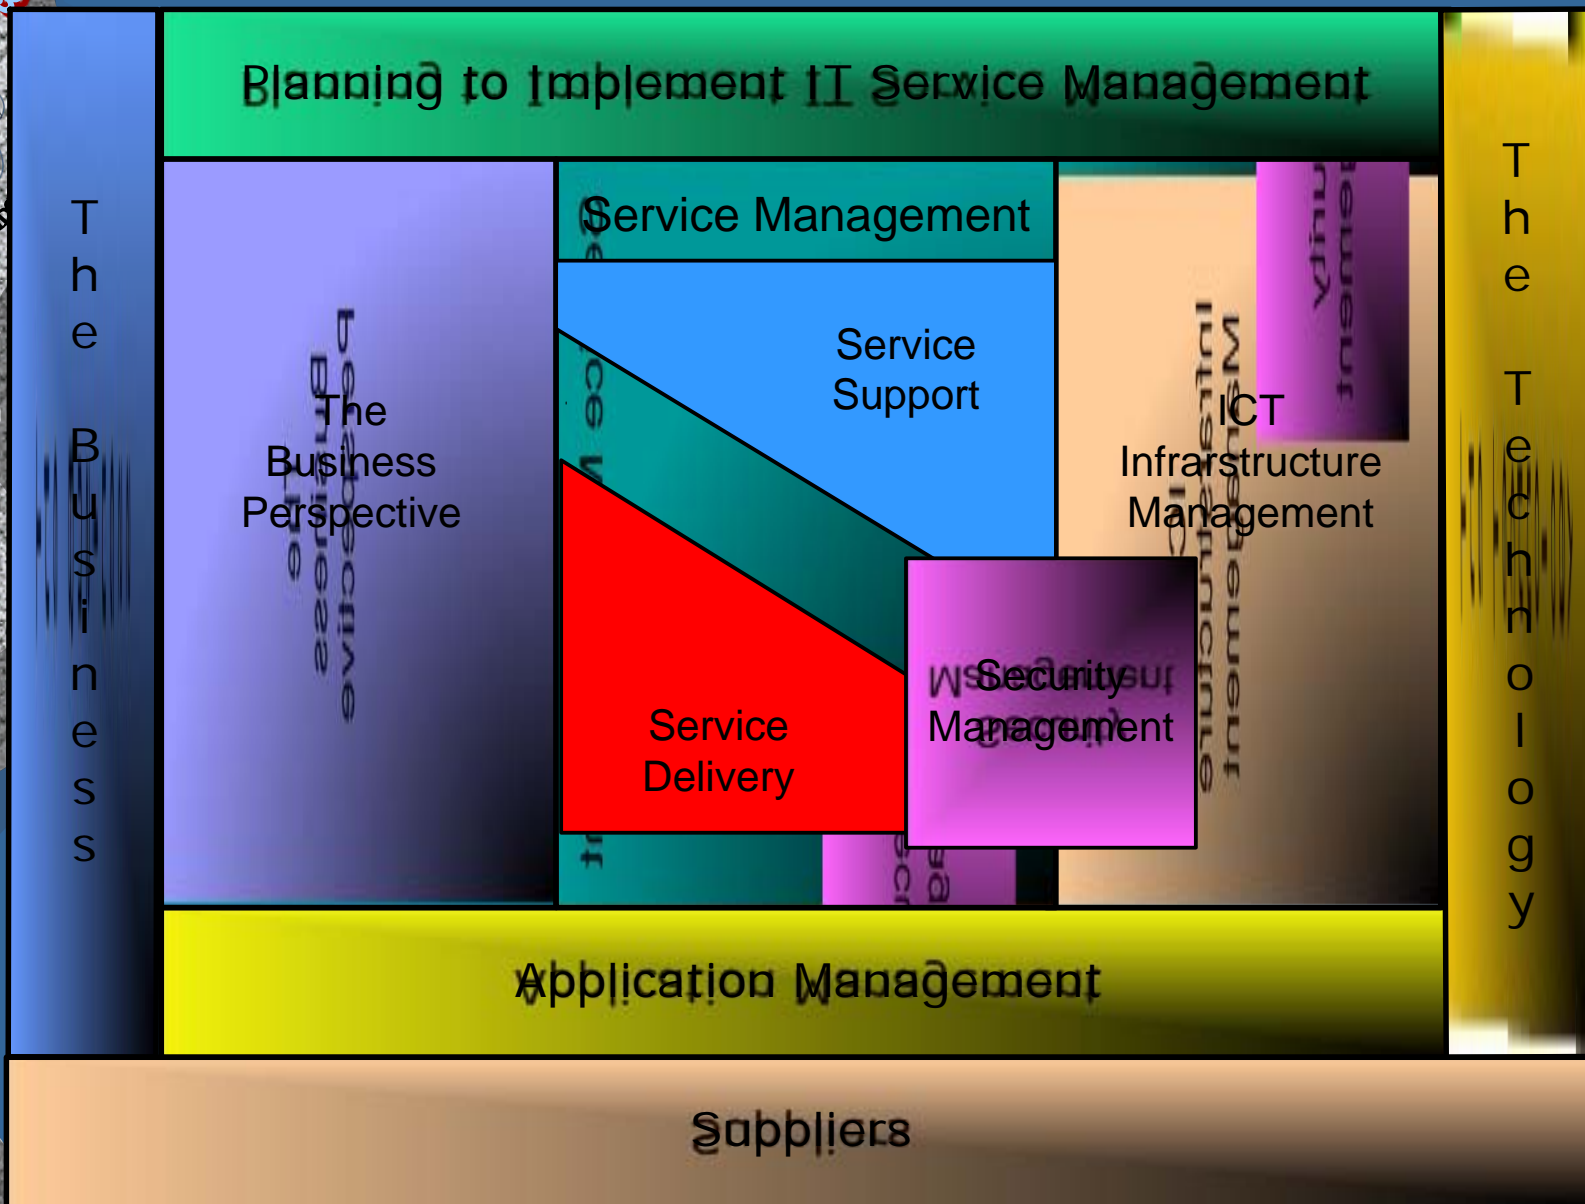 Planning to Implement IT Service Management
The Business
The
Business
Perspective
Service Management
Service
Support
Service
Delivery
Security
Management
ICT
Infrarstructure
Management
The Technology
Application Management
Suppliers